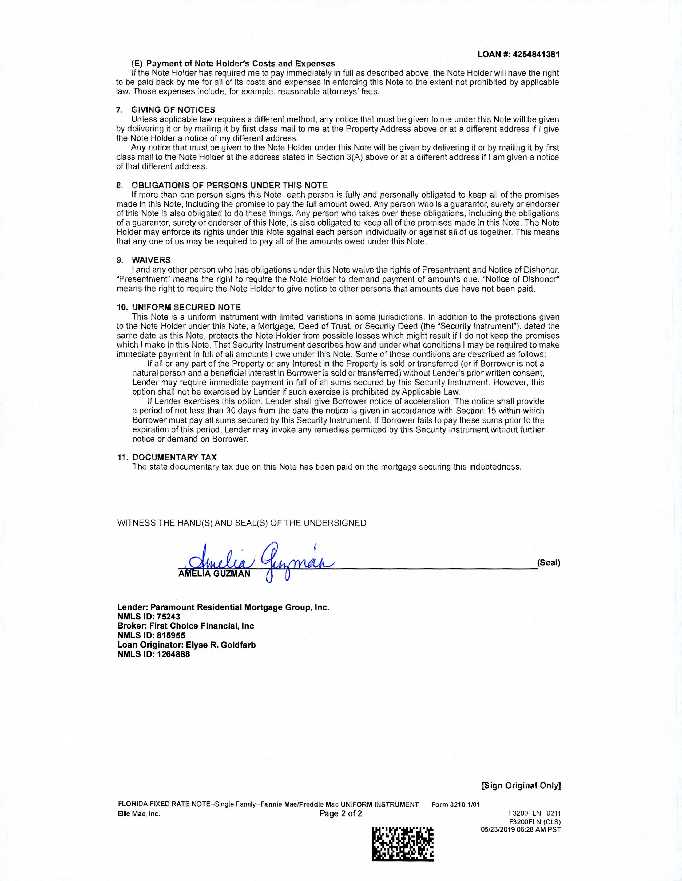 LOAN #: 4254841361
(E) Payment of Note Holder's Costs and Expenses
If the Note Holder has required me to pay immediately in full as described above, the Note Holder will have the right
to be paid back by me for all of its costs and expenses in enforcing this Note to the extent not prohibited by applicable
law. Those expenses include, for example, reasonable attorneys' fees.
7. GIVING OF NOTICES
Unless applicable law requires a different method, any notice that must be given to me under this Note will be given
by delivering it or by mailing it by first class mail to me at the Property Address above or at a different address if I give
the Note Holder a notice of my different address.
Any notice that must be given to the Note Holder under this Note will be given by delivering it or by mailing it by first
class mail to the Note Holder at the address stated in Section 3(A) above or at a different address if I am given a notice
of that different address.
8. OBLIGATIONS OF PERSONS UNDER THIS NOTE
If more than one person signs this Note, each person is fully and personally obligated to keep all of the promises
made in this Note, including the promise to pay the full amount owed. Any person who is a guarantor, surety or endorser
of this Note is also obligated to do these things. Any person who takes over these obligations, including the obligations
of a guarantor, surety or endorser of this Note, is also obligated to keep all of the promises made in this Note. The Note
Holder may enforce its rights under this Note against each person individually or against all of us together. This means
that any one of us may be required to pay all of the amounts owed under this Note.
9. WAIVERS
I and any other person who has obligations under this Note waive the rights of Presentment and Notice of Dishonor.
"Presentment" means the right to require the Note Holder to demand payment of amounts due. "Notice of Dishonor"
means the right to require the Note Holder to give notice to other persons that amounts due have not been paid.
10. UNIFORM SECURED NOTE
This Note is a uniform instrument with limited variations in some jurisdictions. In addition to the protections given
to the Note Holder under this Note, a Mortgage, Deed of Trust, or Security Deed (the "Security Instrument"), dated the
same date as this Note, protects the Note Holder from possible losses which might result if I do not keep the promises
which I make in this Note. That Security Instrument describes how and under what conditions I may be required to make
immediate payment in full of all amounts I owe under this Note. Some of those conditions are described as follows:
If all or any part of the Property or any Interest in the Property is sold or transferred (or if Borrower is not a
natural person and a beneficial interest in Borrower is sold or transferred) without Lender's prior written consent,
Lender may require immediate payment in full of all sums secured by this Security Instrument. However, this
option shall not be exercised by Lender if such exercise is prohibited by Applicable Law.
If Lender exercises this option, Lender shall give Borrower notice of acceleration. The notice shall provide
a period of not less than 30 days from the date the notice is given in accordance with Section 15 within which
Borrower must pay all sums secured by this Security Instrument. If Borrower fails to pay these sums prior to the
expiration of this period, Lender may invoke any remedies permitted by this Security Instrument without further
notice or demand on Borrower.
11. DOCUMENTARY TAX
The state documentary tax due on this Note has been paid on the mortgage securing this indebtedness.
WITNESS THE HAND(S) AND SEAL(S) OF THE UNDERSIGNED
Amelia Guzmán
(Seal)
AMELIA GUZMAN
Lender: Paramount Residential Mortgage Group, Inc.
NMLS ID: 75243
Broker: First Choice Financial, Inc
NMLS ID: 815955
Loan Originator: Elyse R. Goldfarb
NMLS ID: 1264888
[Sign Original Only]
FLORIDA FIXED RATE NOTE--Single Family--Fannie Mae/Freddie Mac UNIFORM INSTRUMENT Form 3210 1/01
Ellie Mae, Inc. Page 2 of 2
F3200FLN (CLS)
05/23/2019 06:28 AM PST